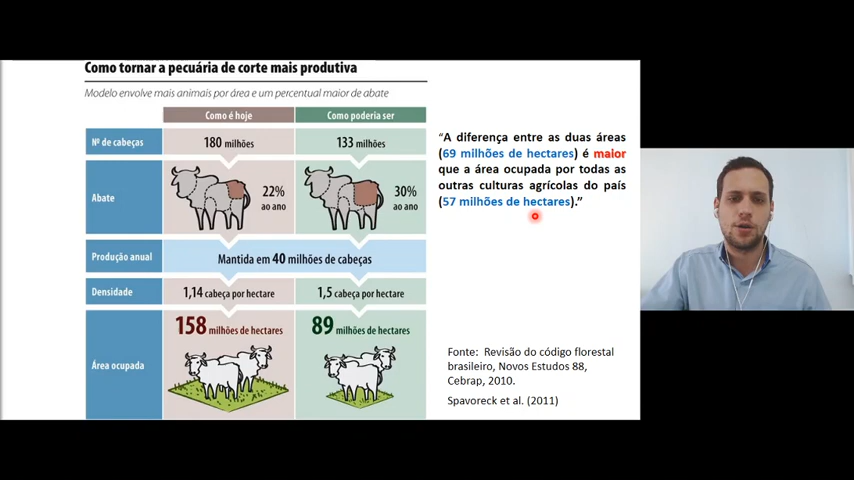 Como tornar a pecuária de corte mais produtiva
Modelo envolve mais animais por área e um percentual maior de abate
Como é hoje
Como poderia ser
Nº de cabeças
180 milhões
133 milhões
Abate
22%
ao ano
30%
ao ano
Produção anual
Mantida em 40 milhões de cabeças
Densidade
1,14 cabeça por hectare
1,5 cabeça por hectare
Área ocupada
158 milhões de hectares
89 milhões de hectares
“A diferença entre as duas áreas
(69 milhões de hectares) é maior
que a área ocupada por todas as
outras culturas agrícolas do país
(57 milhões de hectares).”
Fonte: Revisão do código florestal
brasileiro, Novos Estudos 88,
Cebrap, 2010.
Spavoreck et al. (2011)